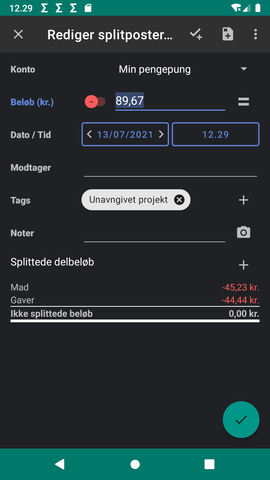 12.29 Σ Σ Σ
Rediger splitposter...
Konto Min pengepung
Beløb (kr.) 89,67
Dato / Tid 13/07/2021 12.29
Modtager
Tags Unavngivet projekt
Noter
Splittede delbeløb
Mad -45,23 kr.
Gaver -44,44 kr.
Ikke splittede beløb 0,00 kr.